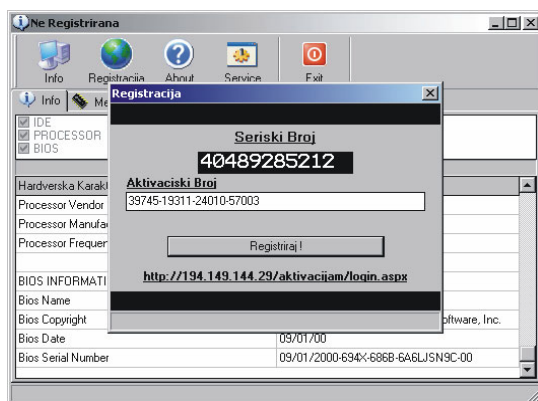 Ne Registrirana
Info Registracija About Service Exit
Info Me
IDE
PROCESSOR
BIOS
Registracija
Seriski Broj
40489285212
Aktivaciski Broj
39745-19311-24010-57003
Registriraj !
http://194.149.144.29/aktivacijam/login.aspx
Hardverska Karakt
Processor Vendor
Processor Manufa
Processor Frequer
BIOS INFORMATI
Bios Name
Bios Copyright oftware, Inc.
Bios Date 09/01/00
Bios Serial Number 09/01/2000-694X-686B-6A6LJSN9C-00